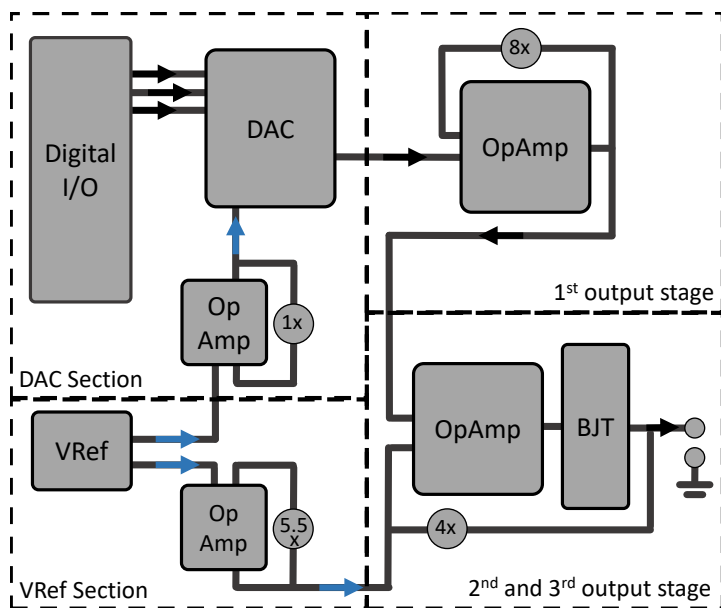 Digital
I/O
DAC
8x
OpAmp
1st output stage
Op
Amp
1x
DAC Section
VRef
Op
Amp
5.5
x
VRef Section
OpAmp
BJT
4x
2nd and 3rd output stage